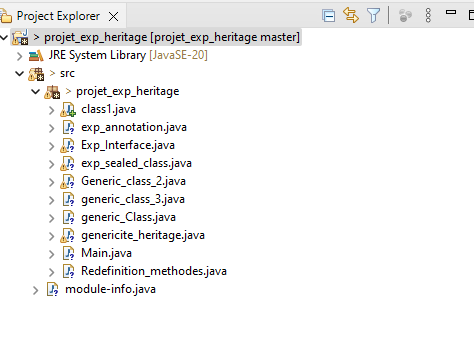 Project Explorer
> projet_exp_heritage [projet_exp_heritage master]
JRE System Library [JavaSE-20]
> src
> projet_exp_heritage
class1.java
exp_annotation.java
Exp_Interface.java
exp_sealed_class.java
Generic_class_2.java
generic_class_3.java
generic_Class.java
genericite_heritage.java
Main.java
Redefinition_methodes.java
module-info.java